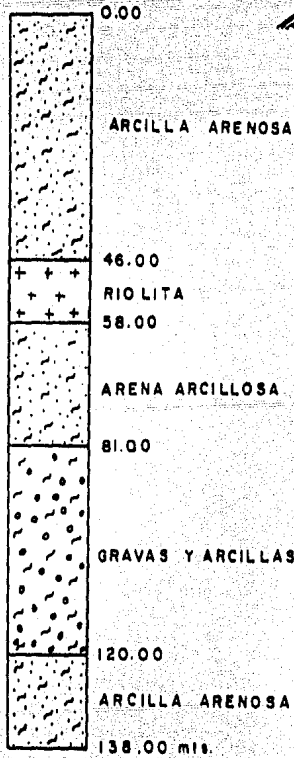 0.00
ARCILLA ARENOSA
46.00
RIOLITA
58.00
ARENA ARCILLOSA
81.00
GRAVAS Y ARCILLAS
120.00
ARCILLA ARENOSA
138.00 mts.